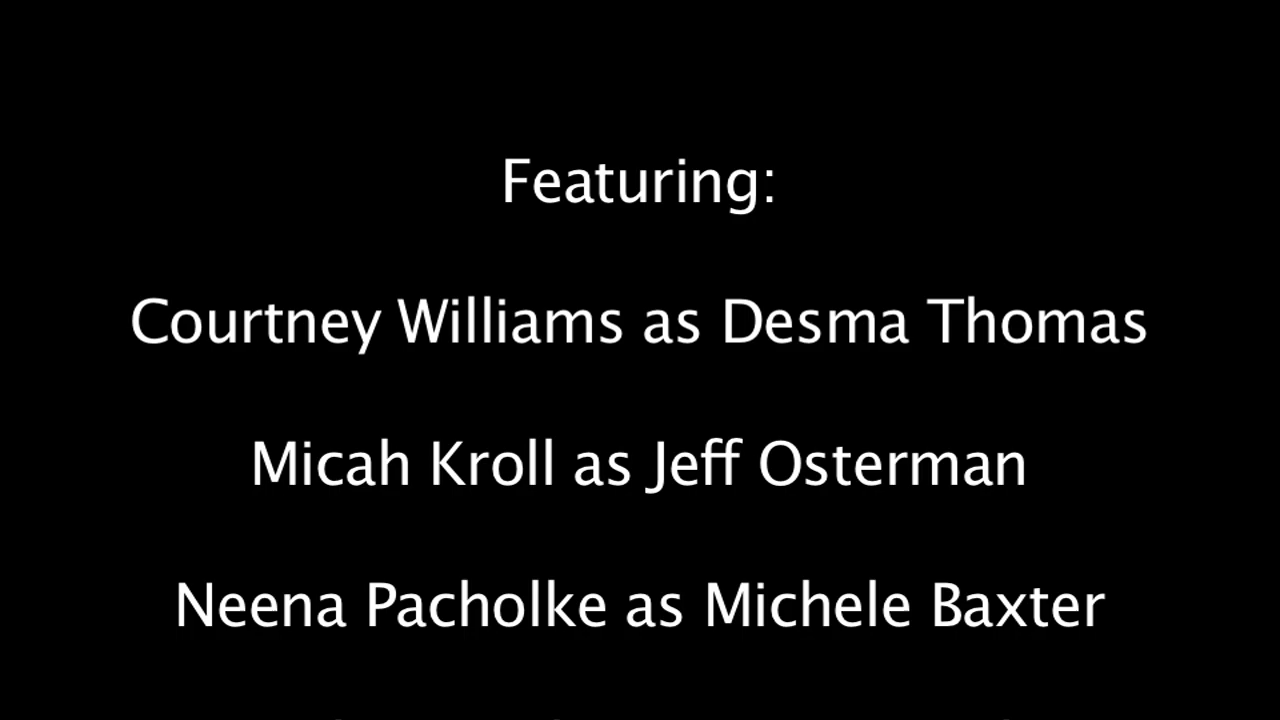 Featuring:
Courtney Williams as Desma Thomas
Micah Kroll as Jeff Osterman
Neena Pacholke as Michele Baxter